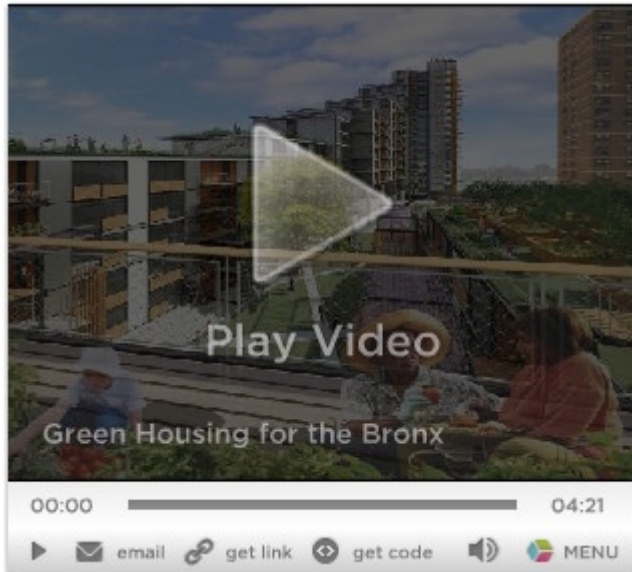 Play Video
Green Housing for the Bronx
00:00 04:21
email get link get code MENU